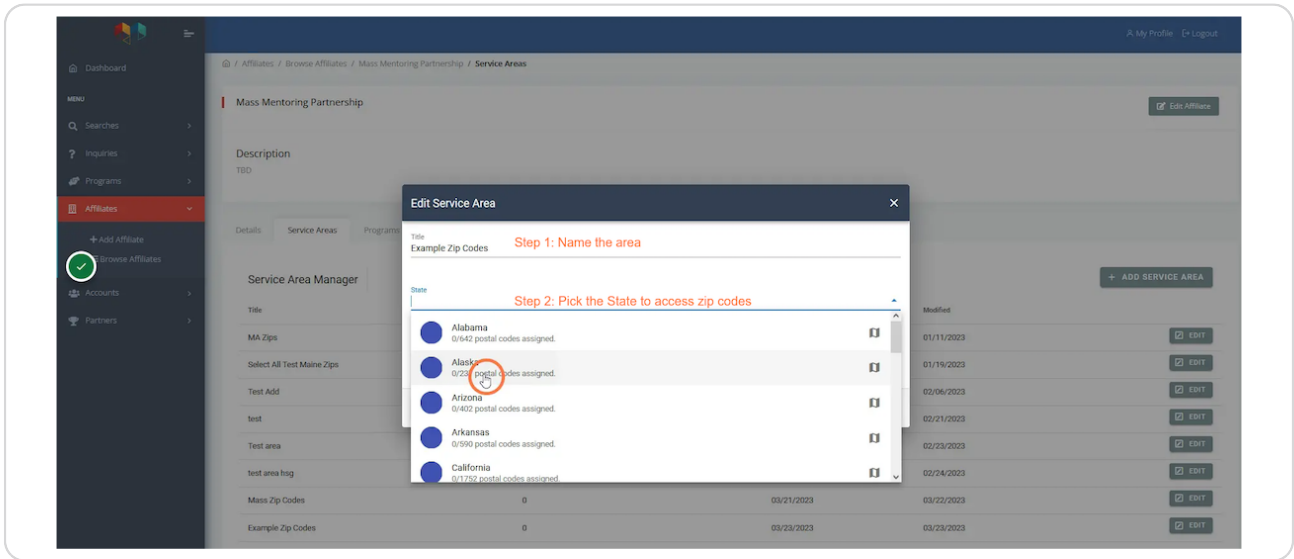 My Profile Logout
Dashboard
/ Affiliates / Browse Affiliates / Mass Mentoring Partnership / Service Areas
MENU
Mass Mentoring Partnership
Edit Affiliate
Searches
Inquiries
Description
TBD
Programs
Affiliates
Edit Service Area
Details Service Areas Programs
Title
Example Zip Codes Step 1: Name the area
+ Add Affiliate
Browse Affiliates
Service Area Manager
+ ADD SERVICE AREA
Accounts
State
Step 2: Pick the State to access zip codes
Title Modified
Partners
Alabama
0/642 postal codes assigned.
MA Zips 01/11/2023 EDIT
Alaska
postal codes assigned.
Select All Test Maine Zips 01/19/2023 EDIT
Test Add 02/06/2023 EDIT
Arizona
0/402 postal codes assigned.
test 02/21/2023 EDIT
Arkansas
0/590 postal codes assigned.
Test area 02/23/2023 EDIT
California
0/1752 postal codes assigned.
test area hsg 02/24/2023 EDIT
Mass Zip Codes 0 03/21/2023 03/22/2023 EDIT
Example Zip Codes 0 03/23/2023 03/23/2023 EDIT